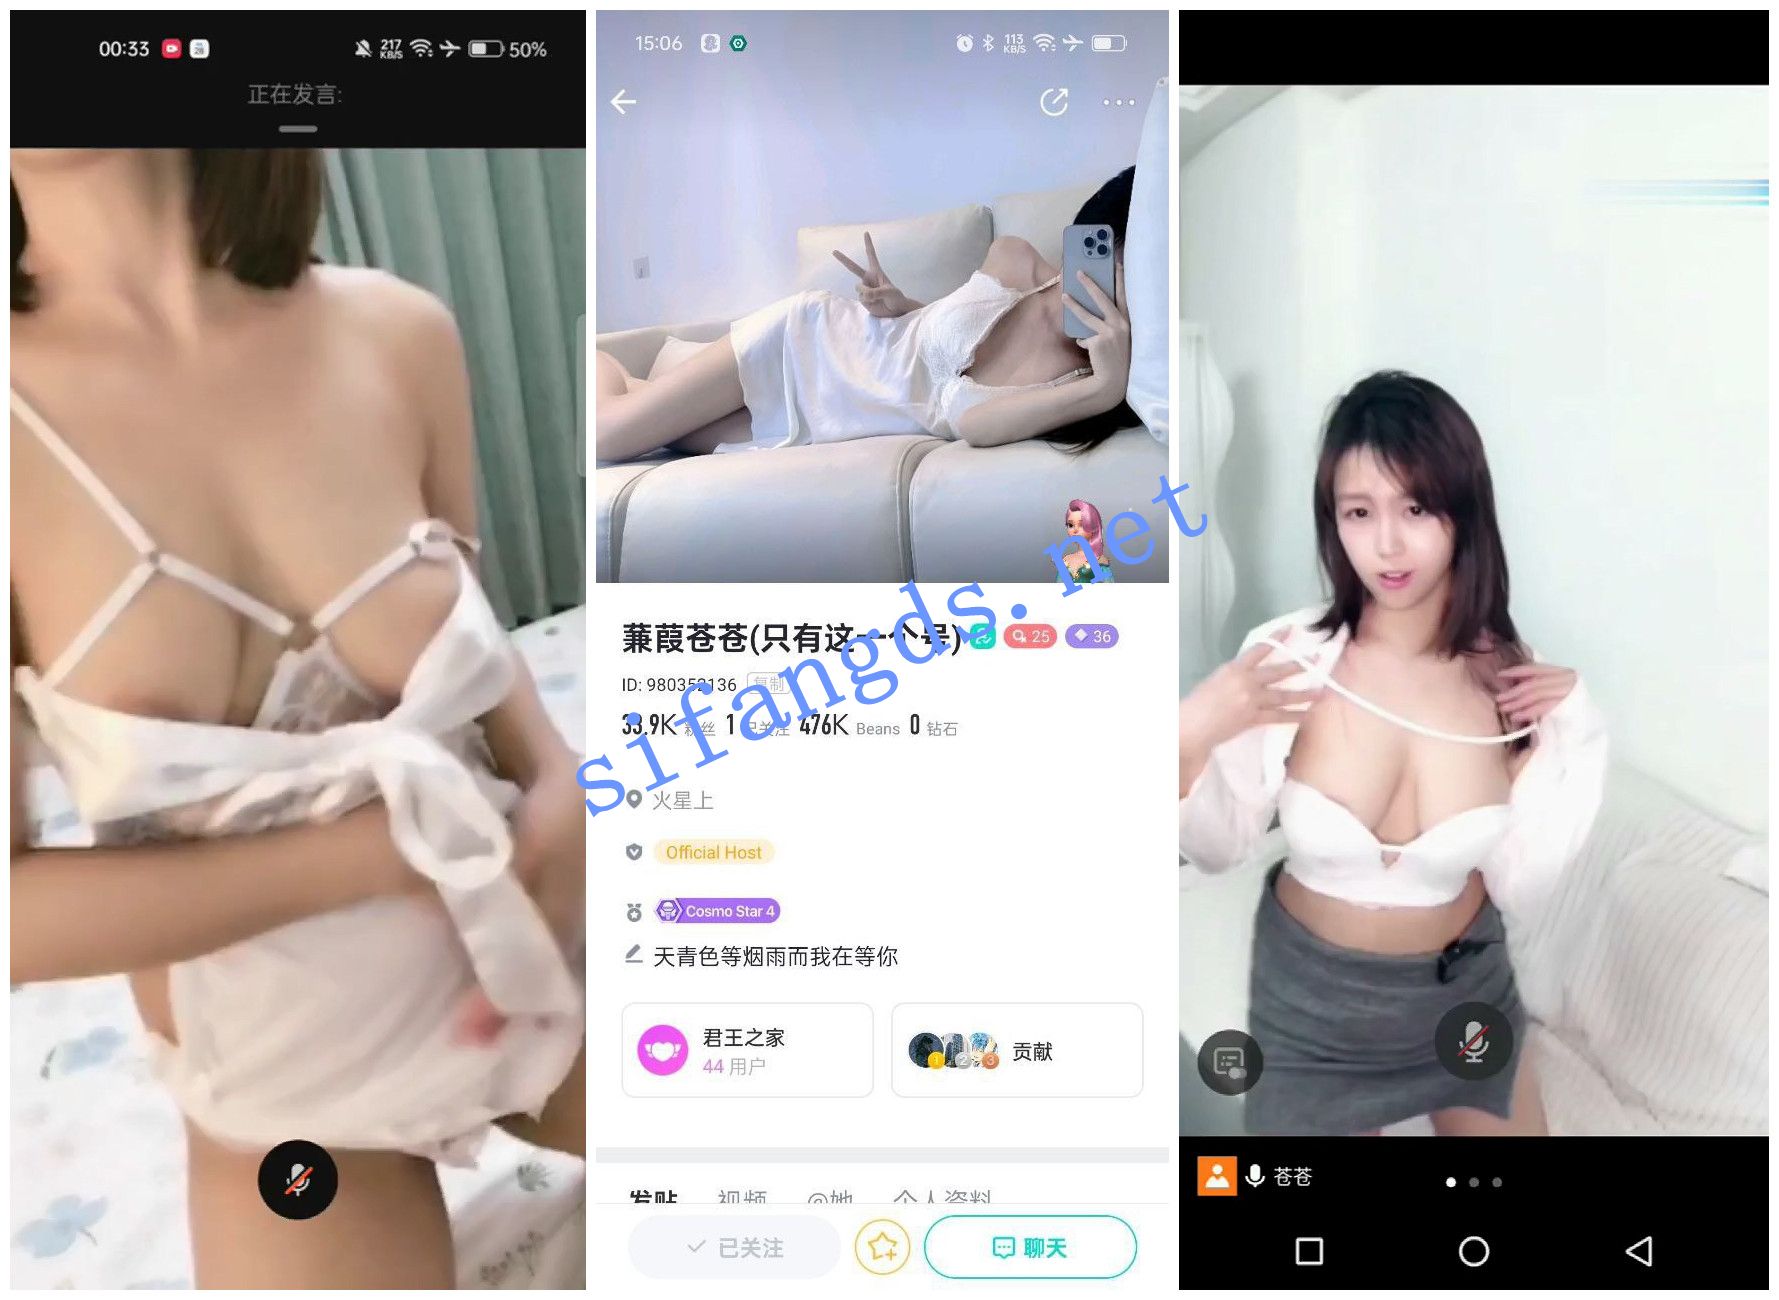 00:33
217 KB/S
50%
正在发言:
15:06
113 KB/S
蒹葭苍苍(只有这一个号)
25
36
ID: 980352136 复制
33.9K 粉丝 1 已关注 476K Beans 0 钻石
火星上
Official Host
Cosmo Star 4
天青色等烟雨而我在等你
君王之家
44 用户
1 2 3
贡献
发贴 视频 @她 个人资料
已关注
聊天
苍苍
sifangds.net